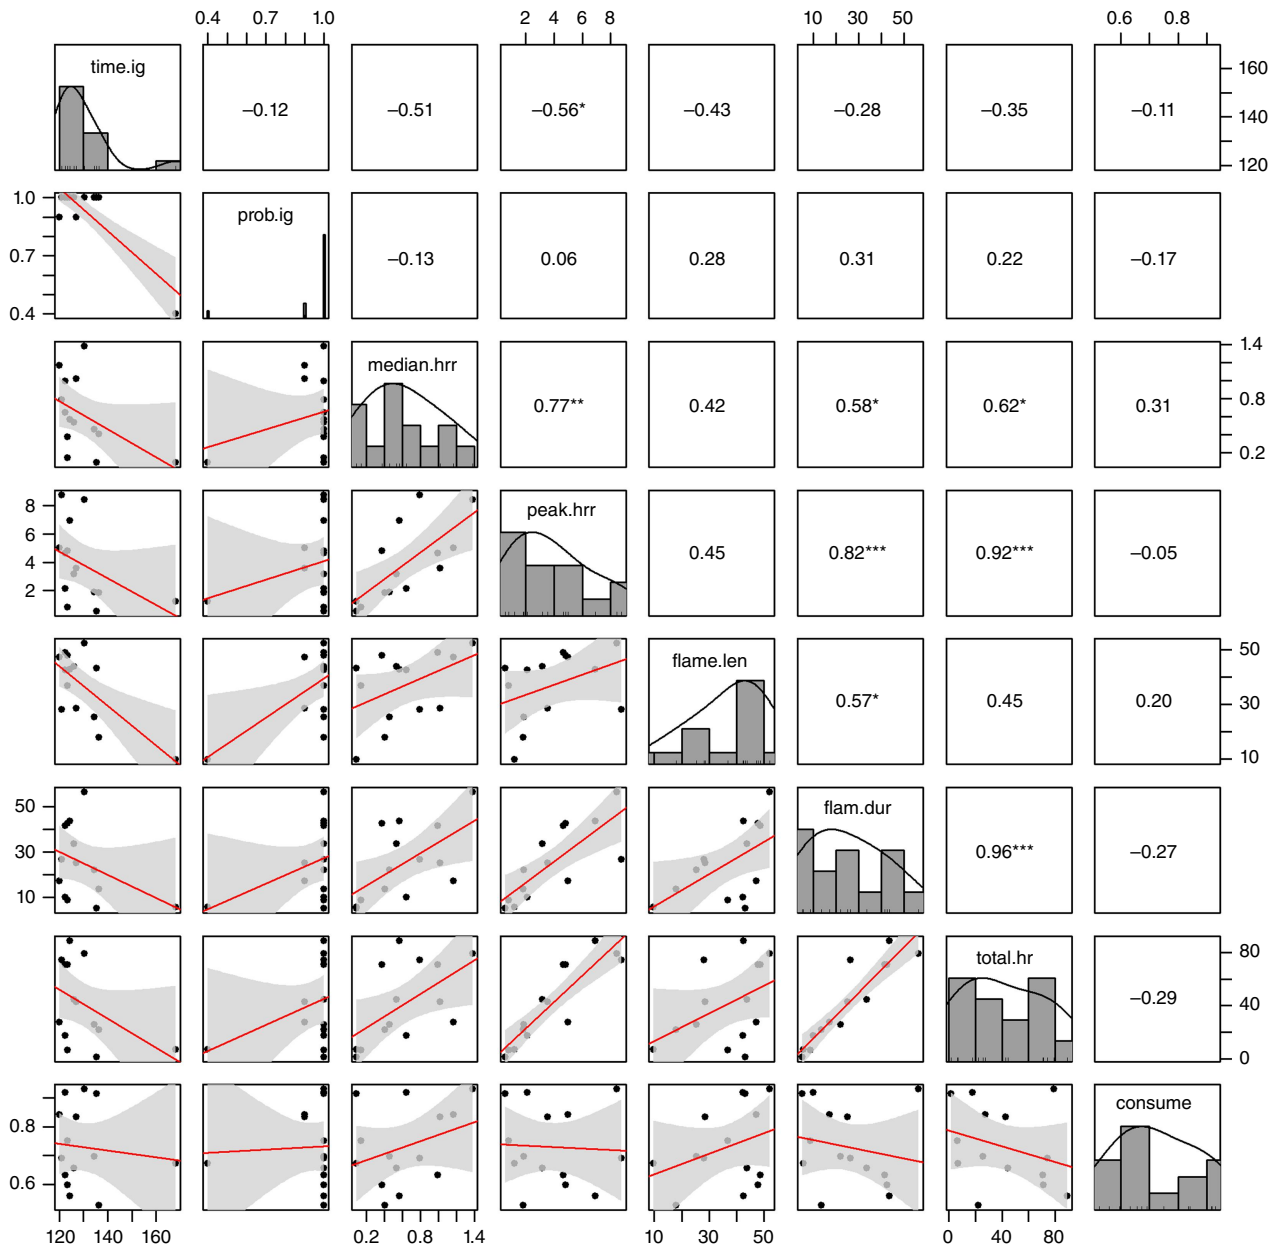 0.4 0.7 1.0 2 4 6 8 10 30 50 0.6 0.8
time.ig −0.12 −0.51 −0.56* −0.43 −0.28 −0.35 −0.11 160 140 120
1.0 0.7 0.4 prob.ig −0.13 0.06 0.28 0.31 0.22 −0.17
median.hrr 0.77** 0.42 0.58* 0.62* 0.31 1.4 0.8 0.2
8 6 4 2 peak.hrr 0.45 0.82*** 0.92*** −0.05
flame.len 0.57* 0.45 0.20 50 30 10
50 30 10 flam.dur 0.96*** −0.27
total.hr −0.29 80 40 0
0.8 0.6 consume
120 140 160 0.2 0.8 1.4 10 30 50 0 40 80